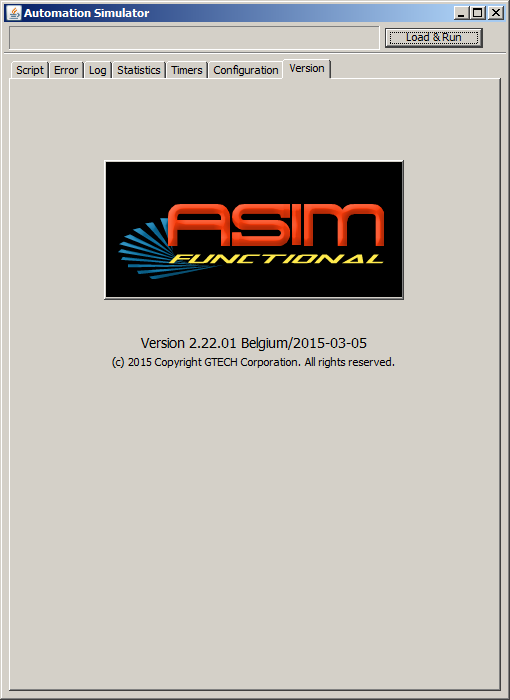 Automation Simulator
Load & Run
Script Error Log Statistics Timers Configuration Version
ASIM
FUNCTIONAL
Version 2.22.01 Belgium/2015-03-05
(c) 2015 Copyright GTECH Corporation. All rights reserved.